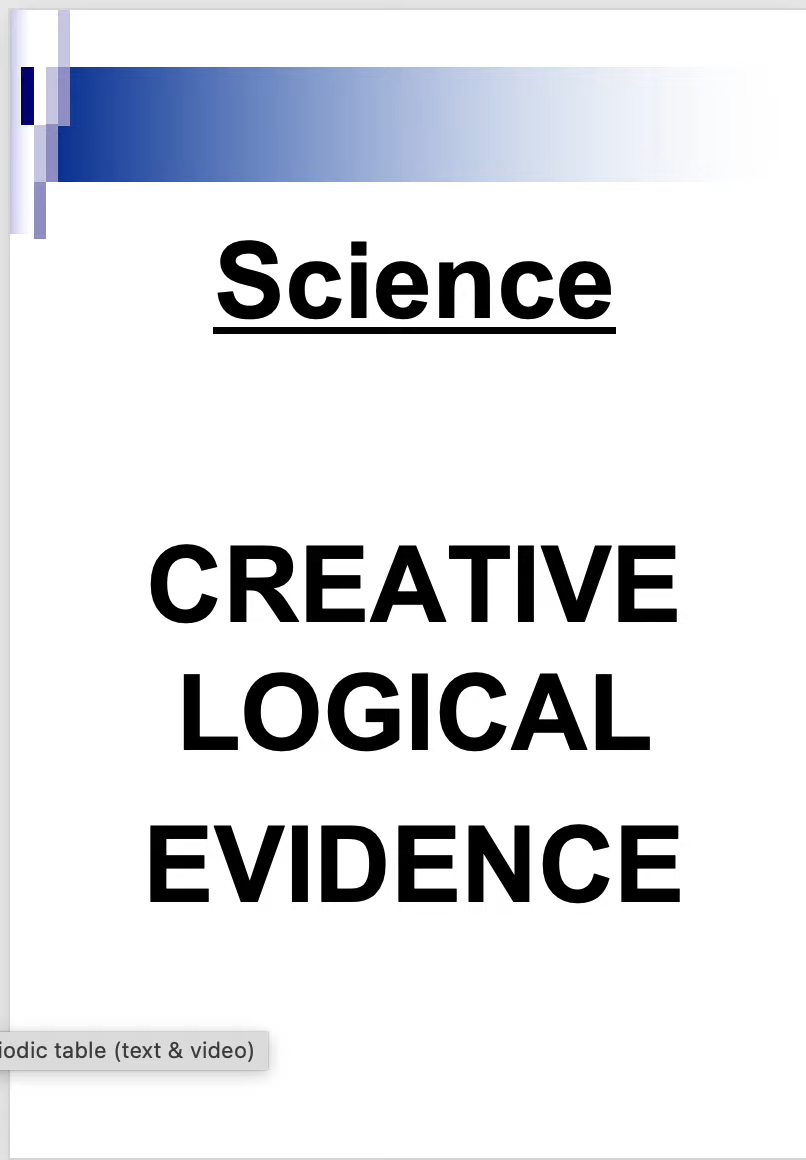 Science
CREATIVE
LOGICAL
EVIDENCE
iodic table (text & video)